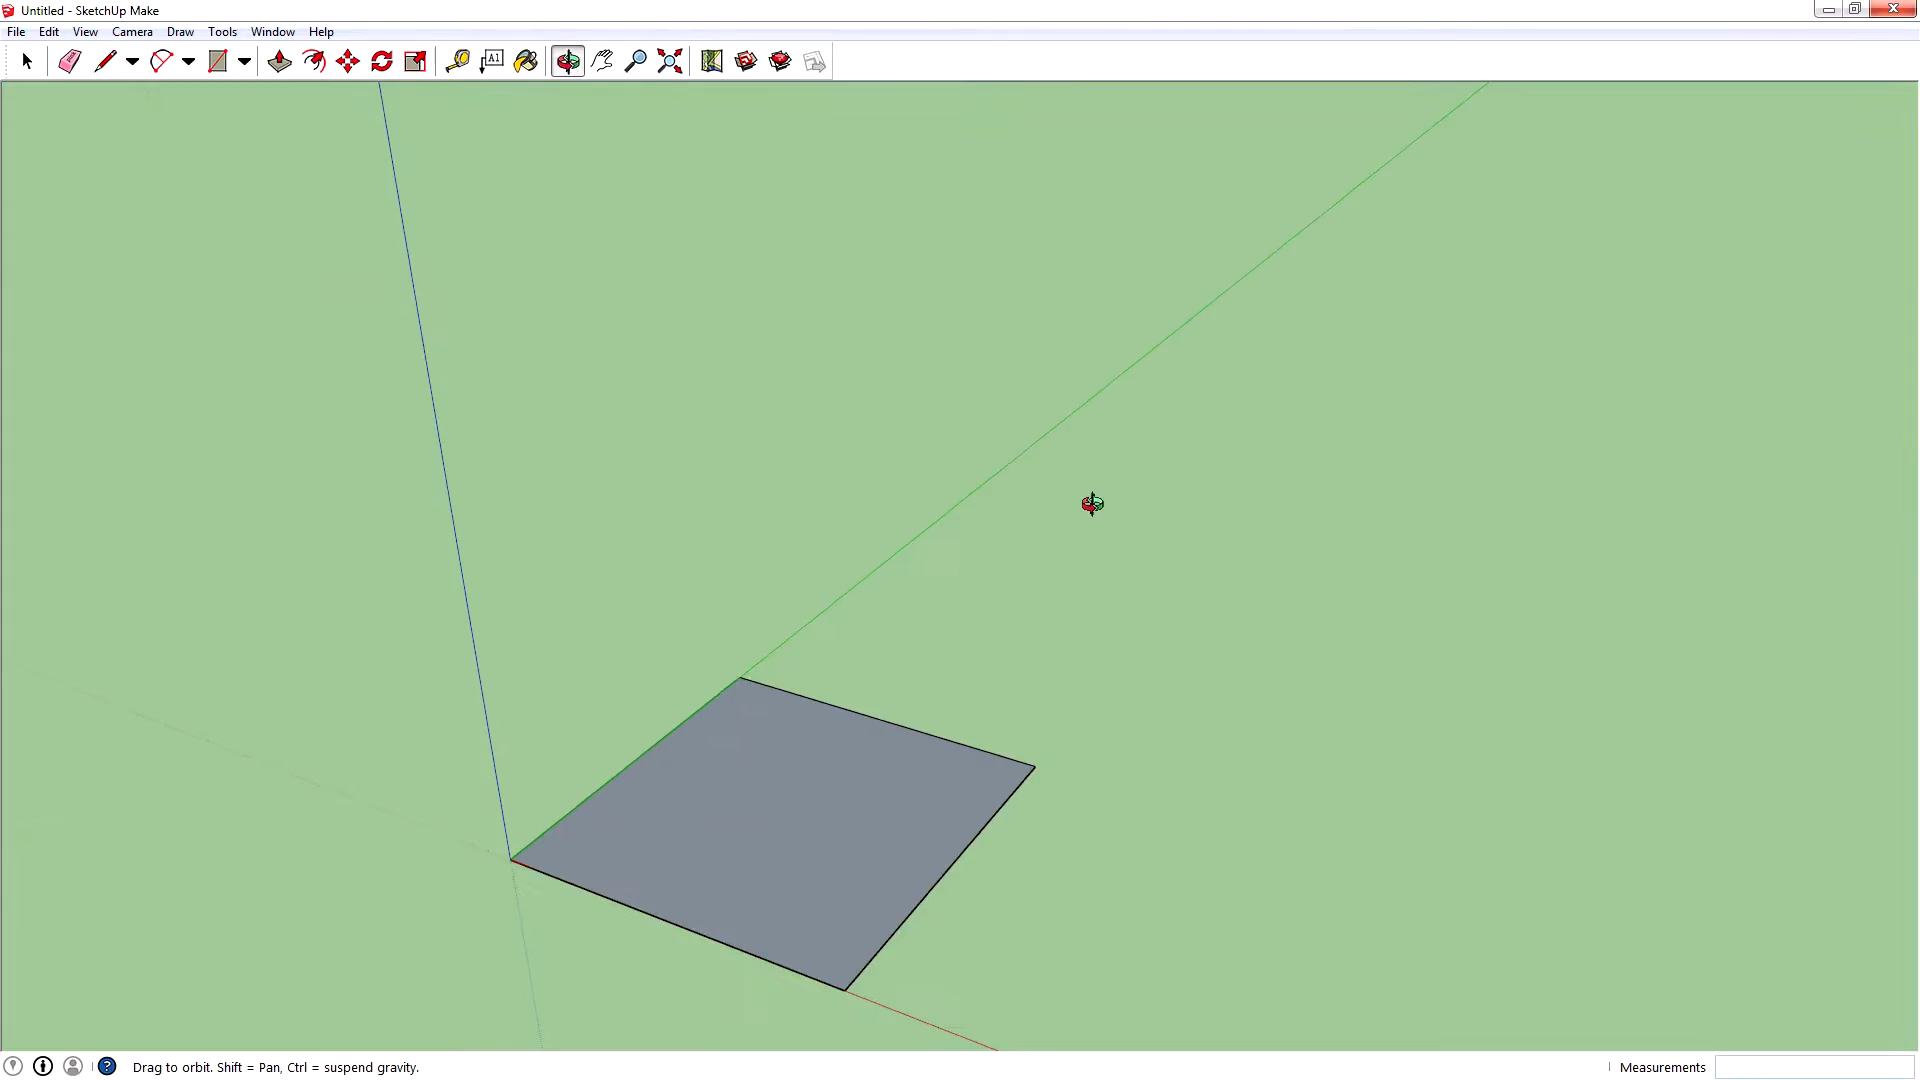 Untitled - SketchUp Make
File Edit View Camera Draw Tools Window Help
A1
Drag to orbit. Shift = Pan, Ctrl = suspend gravity.
Measurements